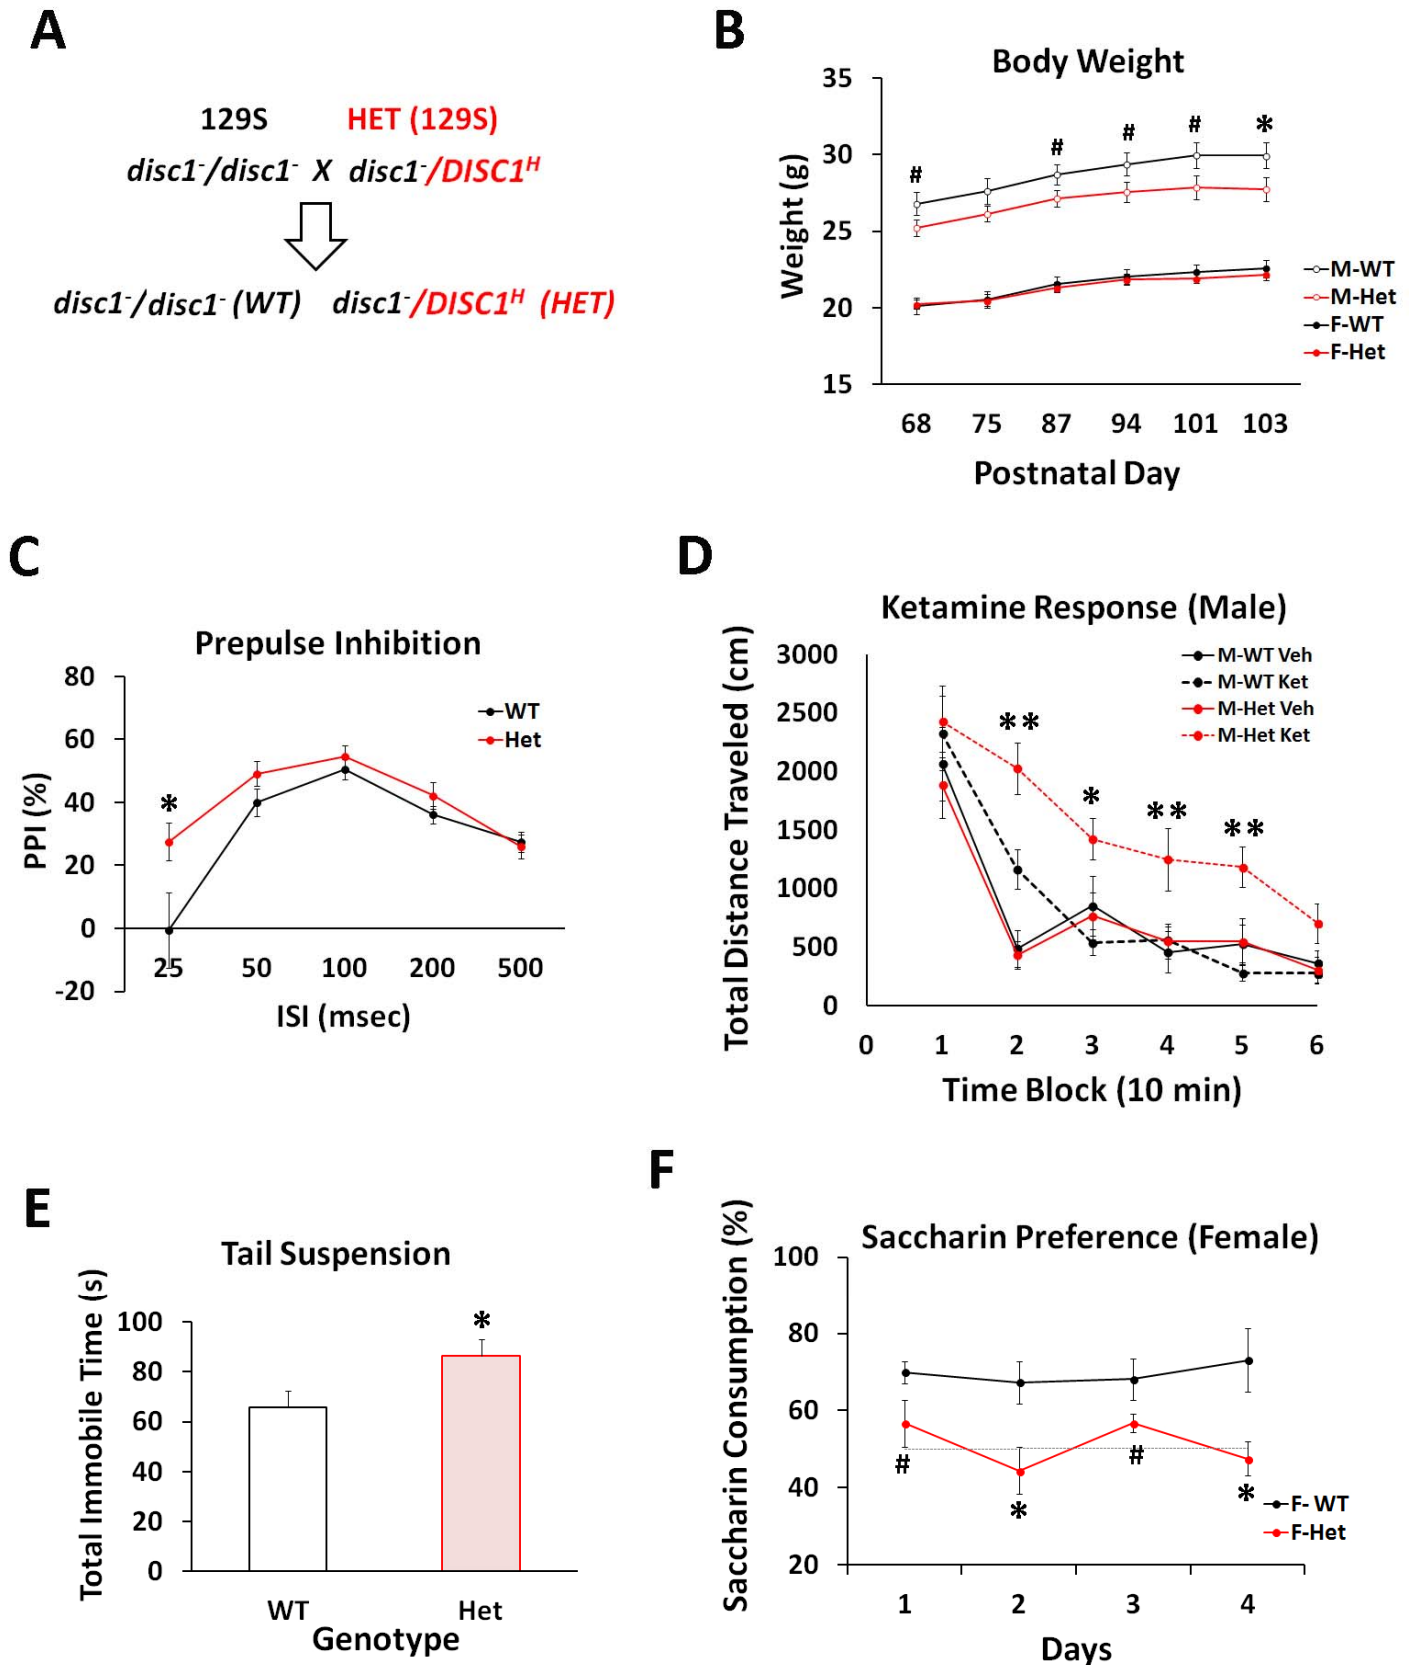 A
129S HET (129S)
disc1-/disc1- X disc1-/DISC1H
disc1-/disc1- (WT) disc1-/DISC1H (HET)
B
Body Weight
Weight (g)
35
30
25
20
15
# # # # *
M-WT
M-Het
F-WT
F-Het
68 75 87 94 101 103
Postnatal Day
C
Prepulse Inhibition
PPI (%)
80
60
40
20
0
-20
*
WT
Het
25 50 100 200 500
ISI (msec)
D
Ketamine Response (Male)
Total Distance Traveled (cm)
3000
2500
2000
1500
1000
500
0
M-WT Veh
M-WT Ket
M-Het Veh
M-Het Ket
** * ** **
0 1 2 3 4 5 6
Time Block (10 min)
E
Tail Suspension
Total Immobile Time (s)
100
80
60
40
20
0
*
WT Het
Genotype
F
Saccharin Preference (Female)
Saccharin Consumption (%)
100
80
60
40
20
# * # *
F- WT
F-Het
1 2 3 4
Days